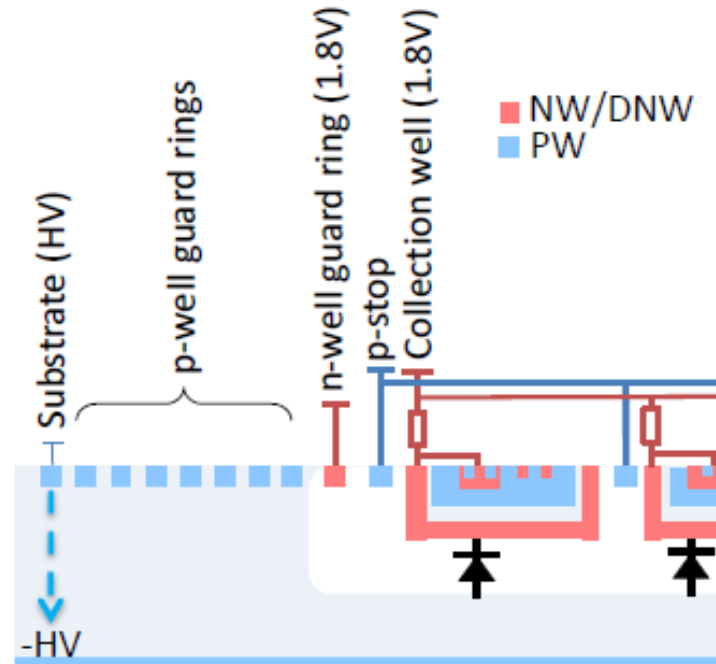 Substrate (HV)
p-well guard rings
n-well guard ring (1.8V)
p-stop
Collection well (1.8V)
NW/DNW
PW
-HV